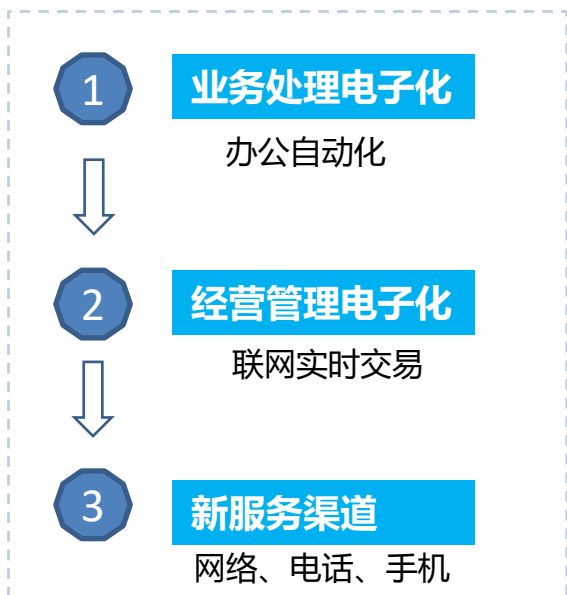 1
业务处理电子化
办公自动化
2
经营管理电子化
联网实时交易
3
新服务渠道
网络、电话、手机